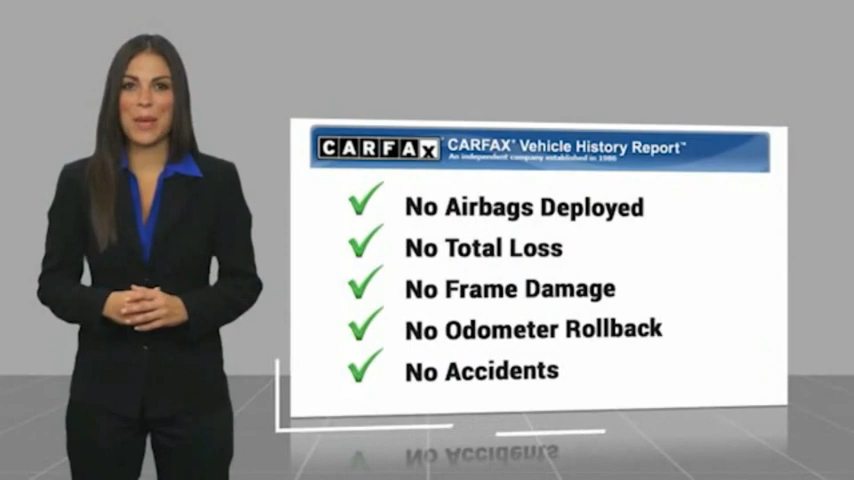 CARFAX CARFAX® Vehicle History Report™
An independent company established in 1986
No Airbags Deployed
No Total Loss
No Frame Damage
No Odometer Rollback
No Accidents
No Accidents